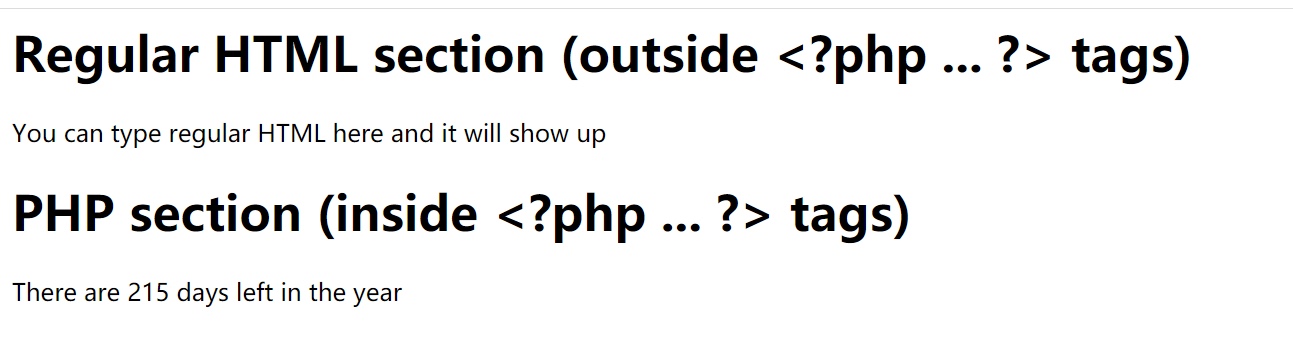 Regular HTML section (outside <?php ... ?> tags)
You can type regular HTML here and it will show up
PHP section (inside <?php ... ?> tags)
There are 215 days left in the year